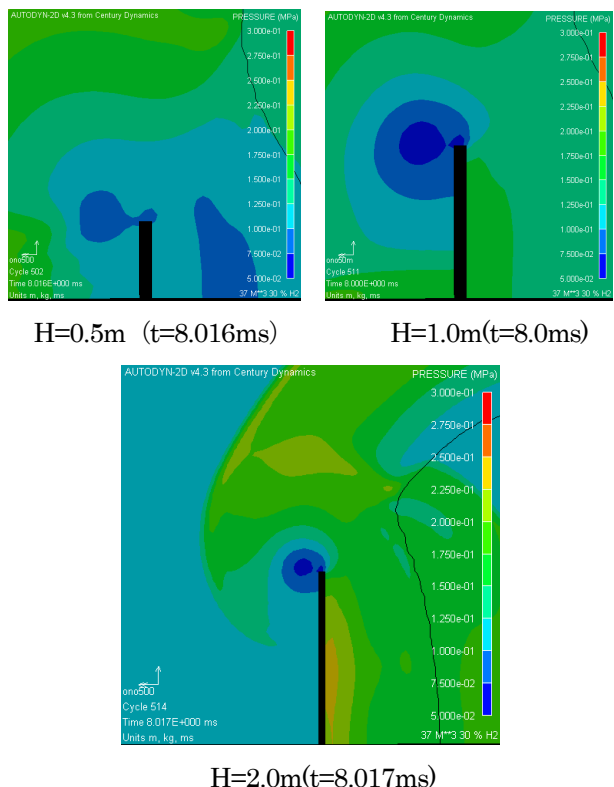 AUTODYN-2D v4.3 from Century Dynamics
PRESSURE (MPa)
3.000e-01
2.750e-01
2.500e-01
2.250e-01
2.000e-01
1.750e-01
1.500e-01
1.250e-01
1.000e-01
7.500e-02
5.000e-02
ono500
Cycle 502
Time 8.016E+000 ms
Units m, kg, ms
37 M**3 30 % H2
H=0.5m (t=8.016ms)
AUTODYN-2D v4.3 from Century Dynamics
PRESSURE (MPa)
3.000e-01
2.750e-01
2.500e-01
2.250e-01
2.000e-01
1.750e-01
1.500e-01
1.250e-01
1.000e-01
7.500e-02
5.000e-02
ono50m
Cycle 511
Time 8.000E+000 ms
Units m, kg, ms
37 M**3 30 % H2
H=1.0m(t=8.0ms)
AUTODYN-2D v4.3 from Century Dynamics
PRESSURE (MPa)
3.000e-01
2.750e-01
2.500e-01
2.250e-01
2.000e-01
1.750e-01
1.500e-01
1.250e-01
1.000e-01
7.500e-02
5.000e-02
ono500
Cycle 514
Time 8.017E+000 ms
Units m, kg, ms
37 M**3 30 % H2
H=2.0m(t=8.017ms)